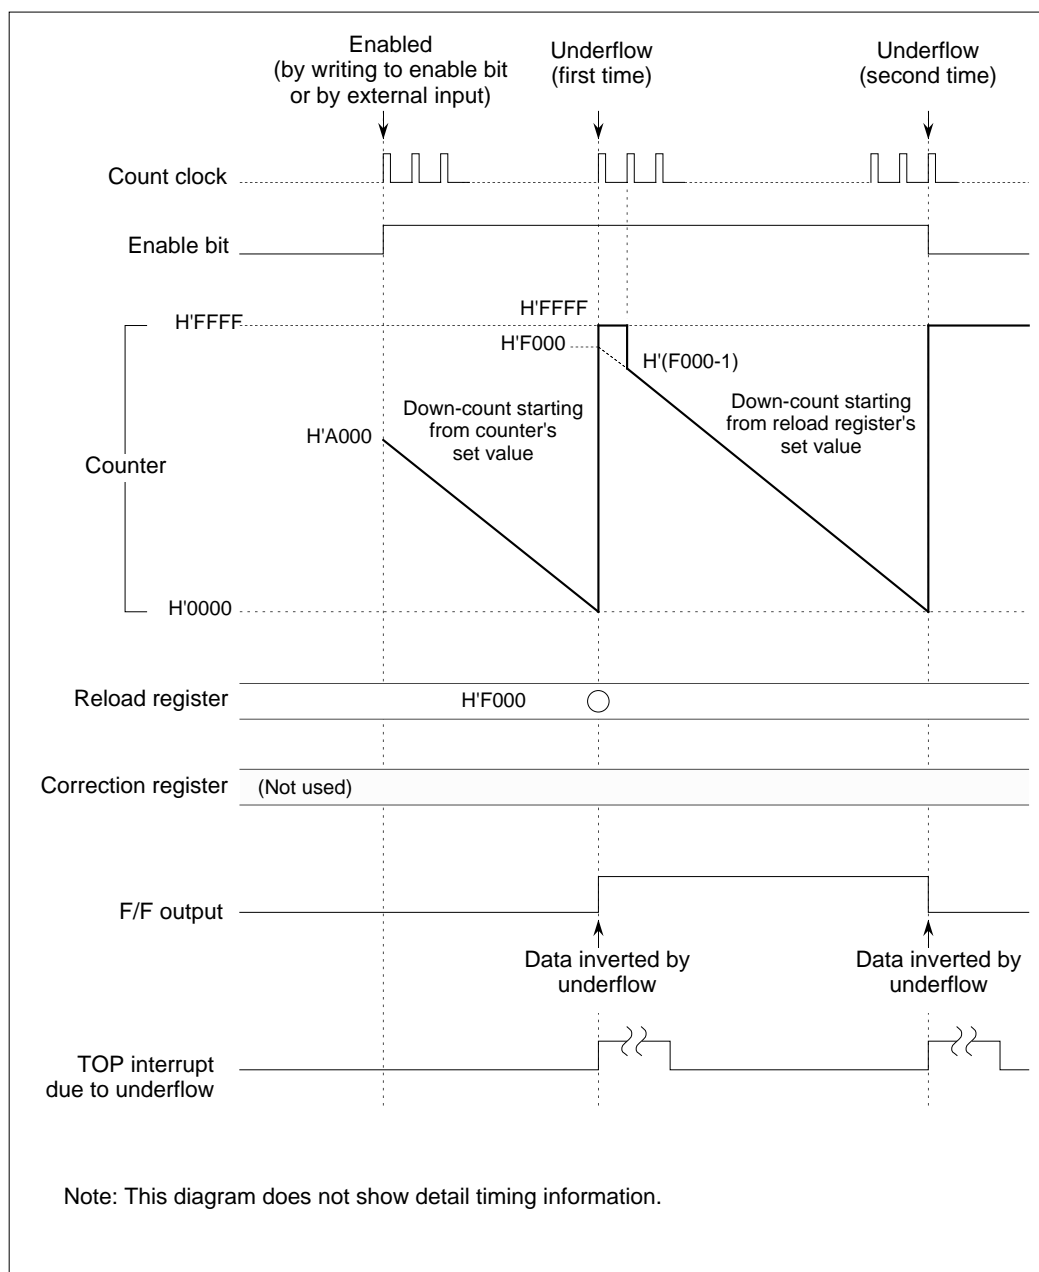 Enabled
(by writing to enable bit
or by external input)
Underflow
(first time)
Underflow
(second time)
Count clock
Enable bit
H'FFFF
H'FFFF
H'F000
H'(F000-1)
Down-count starting
from counter's
set value
Down-count starting
from reload register's
set value
H'A000
Counter
H'0000
Reload register
H'F000
Correction register
(Not used)
F/F output
Data inverted by
underflow
Data inverted by
underflow
TOP interrupt
due to underflow
Note: This diagram does not show detail timing information.